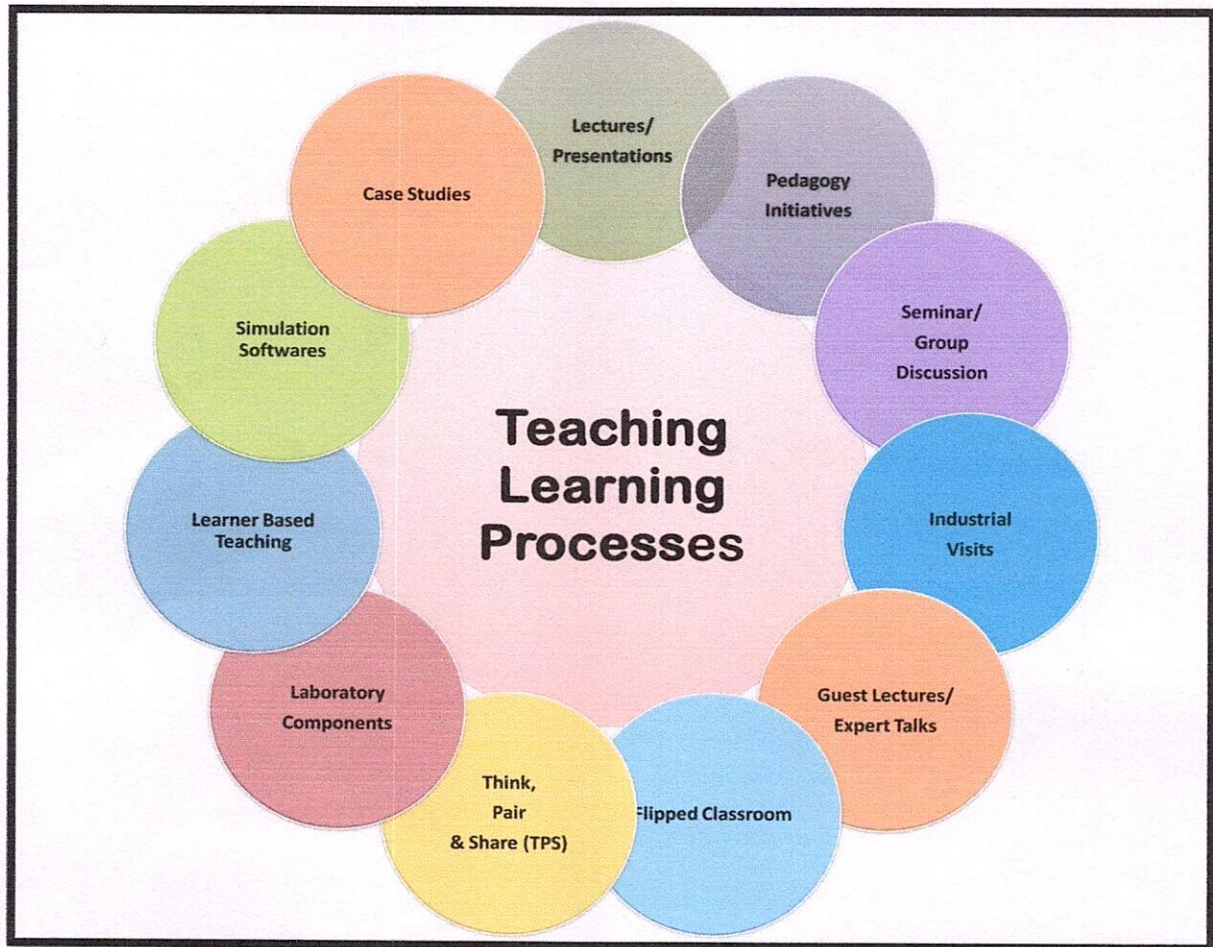 Lectures/
Presentations
Pedagogy
Initiatives
Seminar/
Group
Discussion
Industrial
Visits
Guest Lectures/
Expert Talks
Flipped Classroom
Think,
Pair
& Share (TPS)
Laboratory
Components
Learner Based
Teaching
Simulation
Softwares
Case Studies
Teaching
Learning
Processes